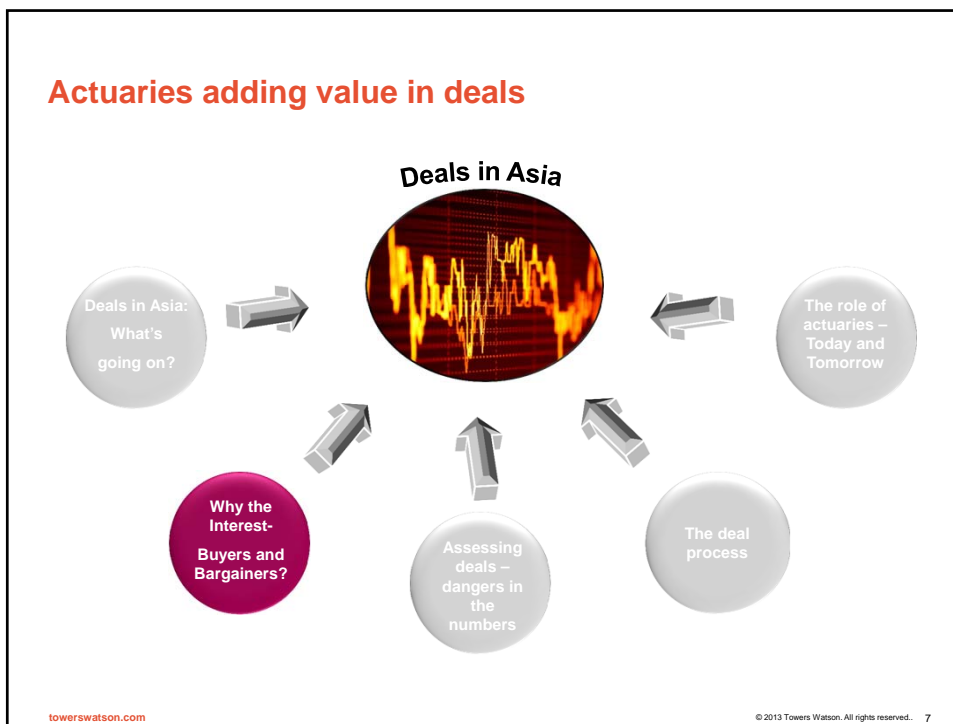 Actuaries adding value in deals
Deals in Asia
Deals in Asia:
What's
going on?
The role of
actuaries –
Today and
Tomorrow
Why the
Interest-
Buyers and
Bargainers?
Assessing
deals –
dangers in
the
numbers
The deal
process
towerswatson.com
© 2013 Towers Watson. All rights reserved.. 7